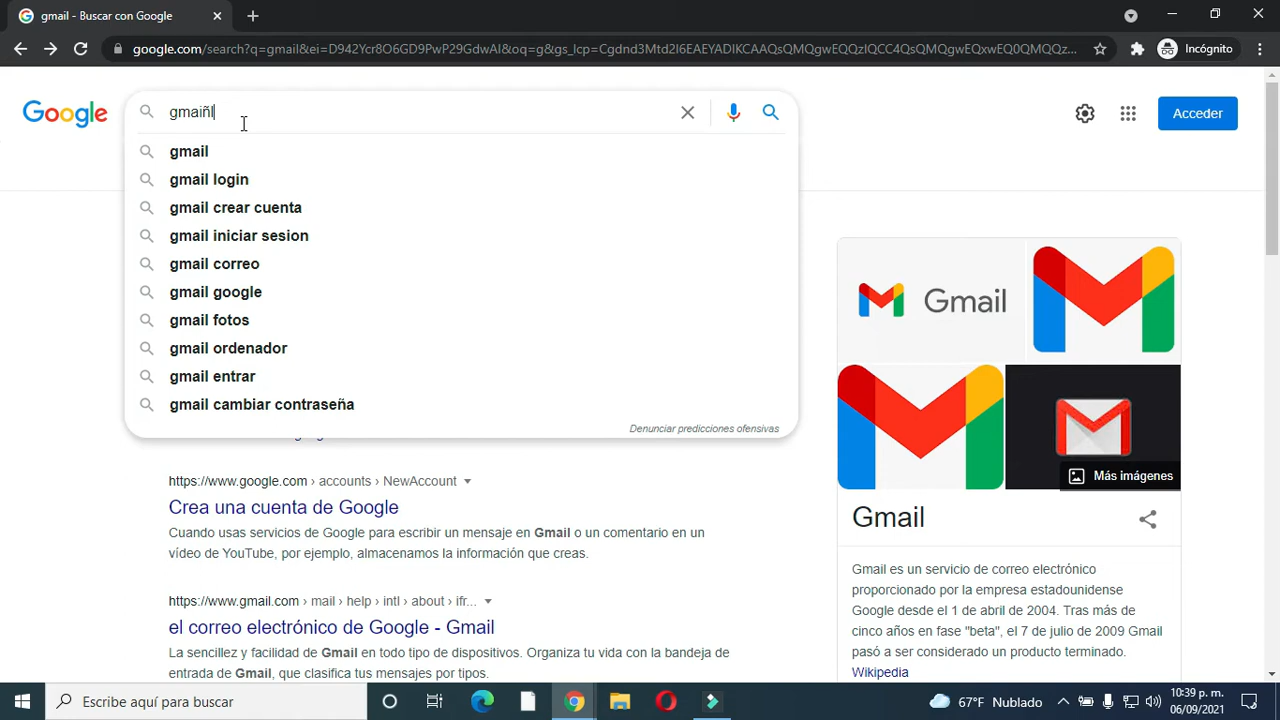 gmail - Buscar con Google
google.com/search?q=gmail&ei=D942Ycr8O6GD9PwP29GdwAI&oq=g&gs_lcp=Cgdnd3Mtd2l6EAEYADIKCAAQsQMQgwEQQzIQCC4QsQMQgwEQxwEQ0QMQQz...
Incógnito
Google
gmaiñl
Acceder
gmail
gmail login
gmail crear cuenta
gmail iniciar sesion
gmail correo
gmail google
gmail fotos
gmail ordenador
gmail entrar
gmail cambiar contraseña
Denunciar predicciones ofensivas
https://www.google.com › accounts › NewAccount
Crea una cuenta de Google
Cuando usas servicios de Google para escribir un mensaje en Gmail o un comentario en un
vídeo de YouTube, por ejemplo, almacenamos la información que creas.
https://www.gmail.com › mail › help › intl › about › ifr...
el correo electrónico de Google - Gmail
La sencillez y facilidad de Gmail en todo tipo de dispositivos. Organiza tu vida con la bandeja de
entrada de Gmail, que clasifica tus mensajes por tipos.
Gmail
Más imágenes
Gmail
Gmail es un servicio de correo electrónico
proporcionado por la empresa estadounidense
Google desde el 1 de abril de 2004. Tras más de
cinco años en fase "beta", el 7 de julio de 2009 Gmail
pasó a ser considerado un producto terminado.
Wikipedia
Escribe aquí para buscar
67°F Nublado
10:39 p. m.
06/09/2021